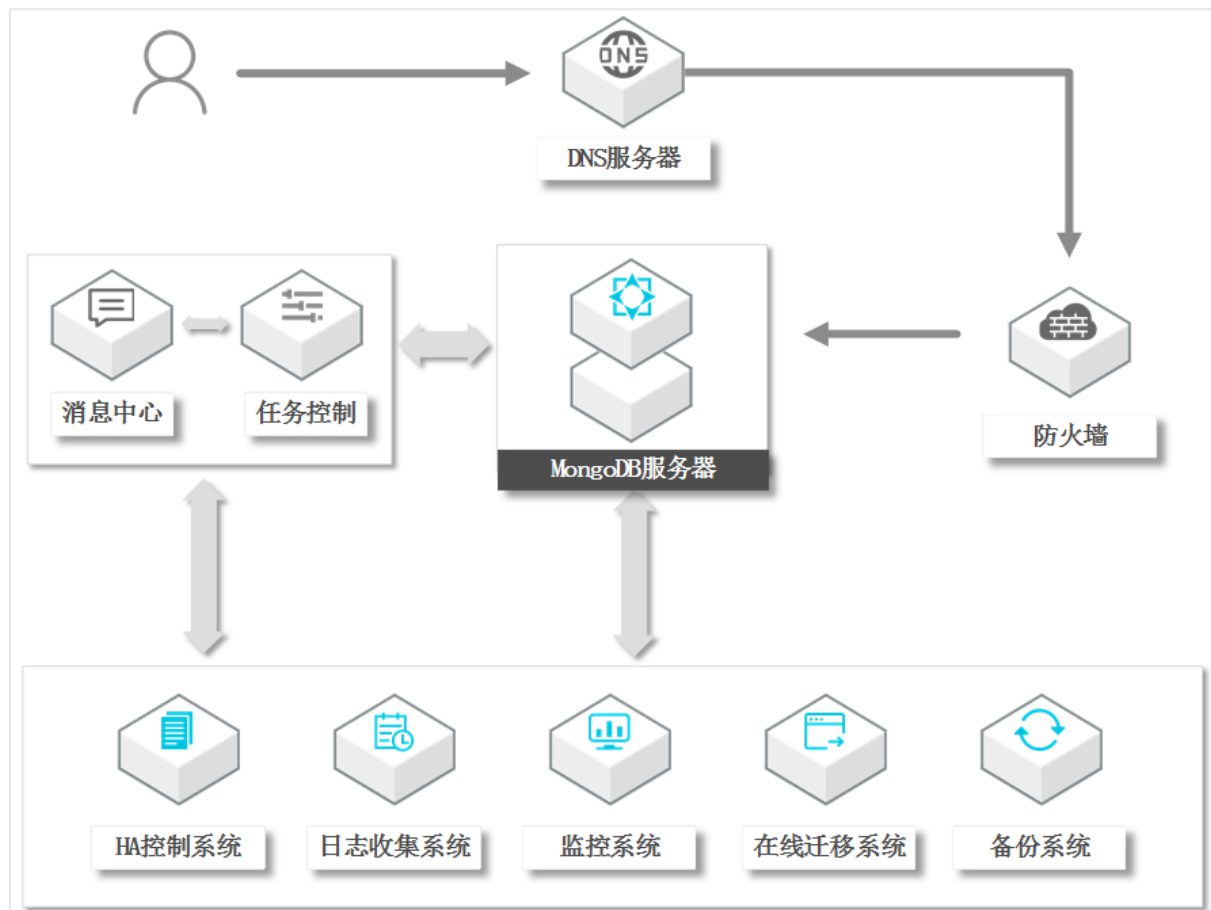 DNS
DNS服务器
消息中心
任务控制
MongoDB服务器
防火墙
HA控制系统
日志收集系统
监控系统
在线迁移系统
备份系统